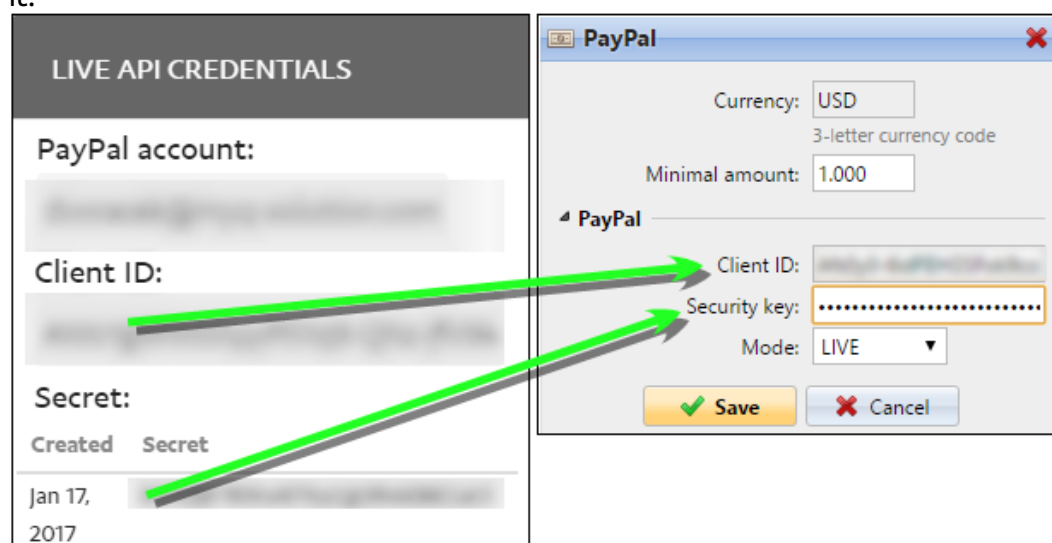 LIVE API CREDENTIALS
PayPal account:
Client ID:
Secret:
Created Secret
Jan 17,
2017
PayPal
Currency: USD
3-letter currency code
Minimal amount: 1.000
PayPal
Client ID:
Security key:
Mode: LIVE
Save Cancel